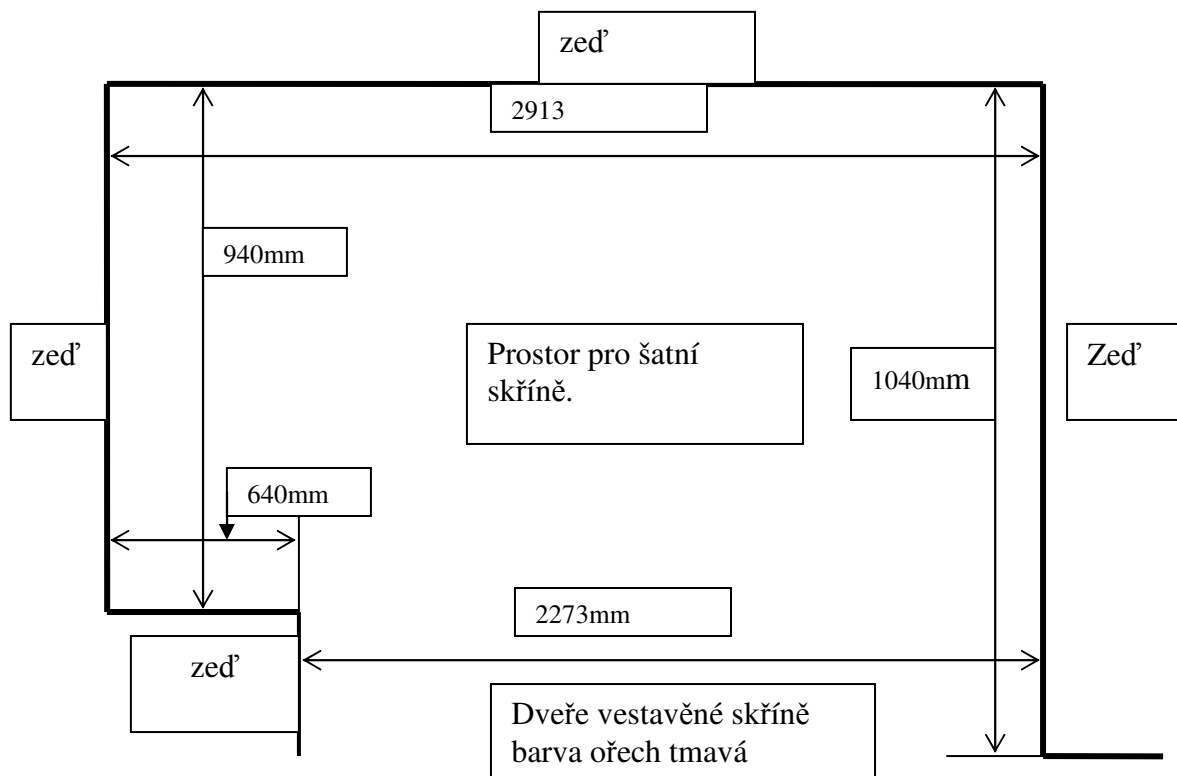 zeď
2913
940mm
zeď
Prostor pro šatní
skříně.
1040mm
Zeď
640mm
2273mm
zeď
Dveře vestavěné skříně
barva ořech tmavá